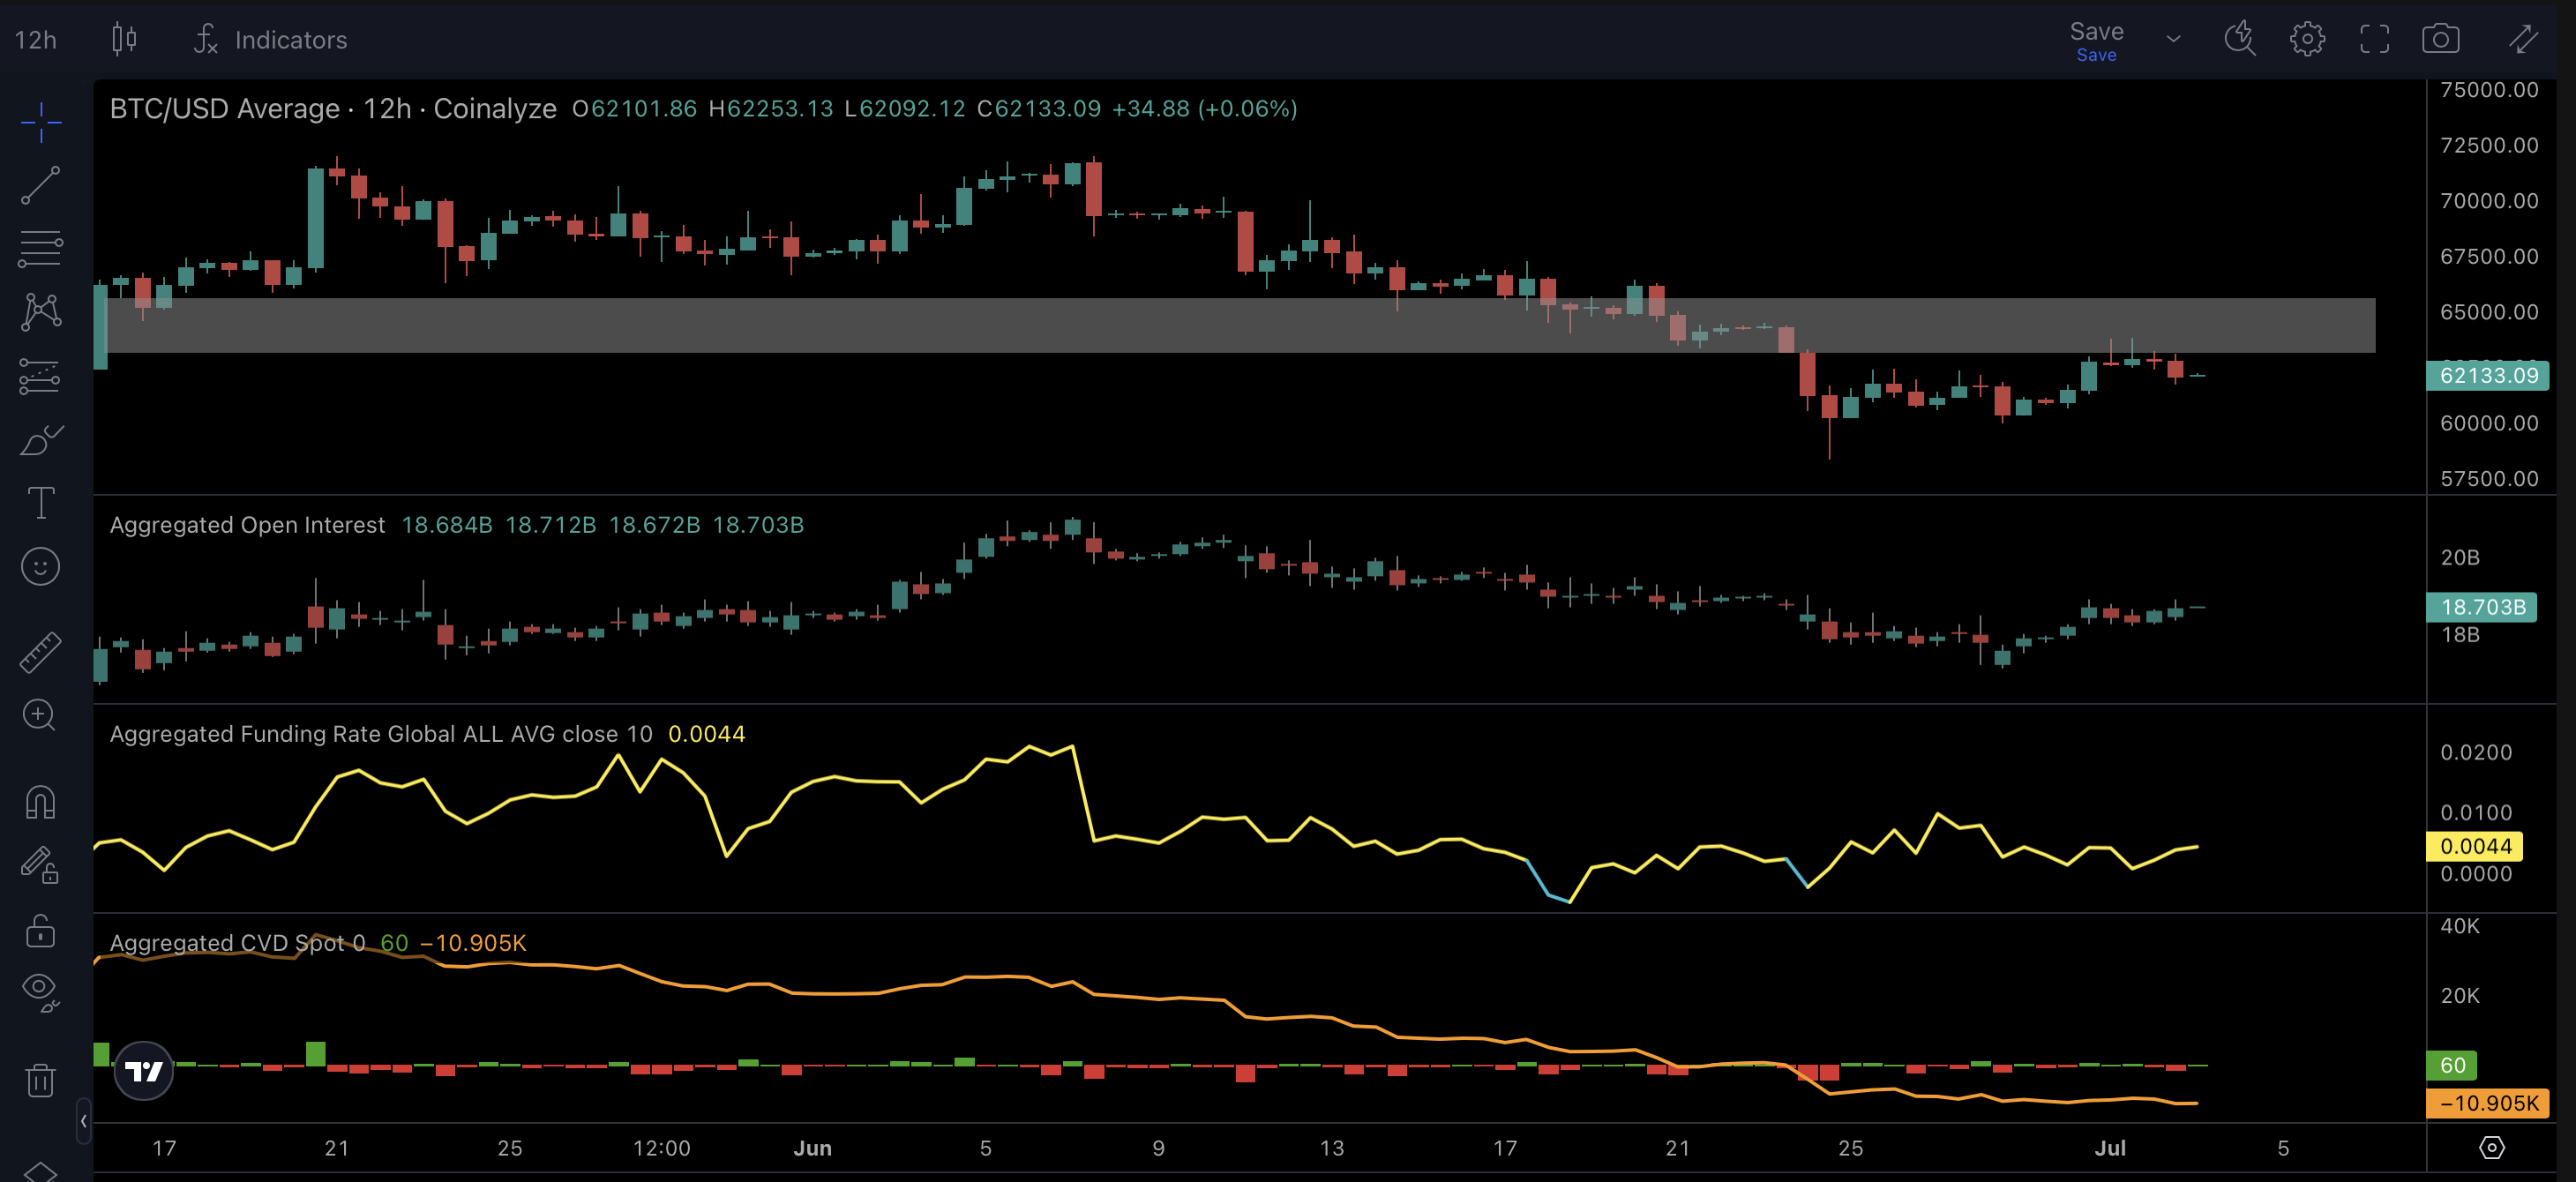 12h Indicators Save
Save
BTC/USD Average · 12h · Coinalyze O62101.86 H62253.13 L62092.12 C62133.09 +34.88 (+0.06%)
75000.00
72500.00
70000.00
67500.00
65000.00
62133.09
60000.00
57500.00
Aggregated Open Interest 18.684B 18.712B 18.672B 18.703B
20B
18.703B
18B
Aggregated Funding Rate Global ALL AVG close 10 0.0044
0.0200
0.0100
0.0044
0.0000
Aggregated CVD Spot 0 60 −10.905K
40K
20K
60
−10.905K
17 21 25 12:00 Jun 5 9 13 17 21 25 Jul 5